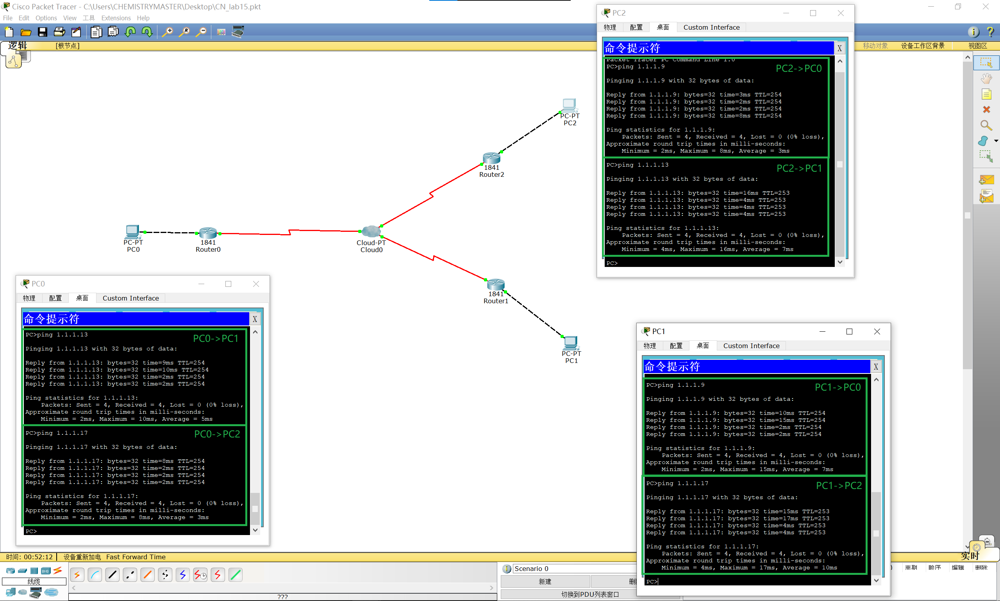 Cisco Packet Tracer - C:\Users\CHEMISTRYMASTER\Desktop\CN_lab15.pkt
File Edit Options View 工具 Extensions Help
逻辑
[根节点]
移动对象
设备工作区背景
视图区
PC-PT
PC2
1841
Router2
PC-PT
PC0
1841
Router0
Cloud-PT
Cloud0
1841
Router1
PC-PT
PC1
PC2
物理 配置 桌面 Custom Interface
命令提示符 X
Packet Tracer PC Command Line 1.0
PC>ping 1.1.1.9
PC2->PC0
Pinging 1.1.1.9 with 32 bytes of data:
Reply from 1.1.1.9: bytes=32 time=3ms TTL=254
Reply from 1.1.1.9: bytes=32 time=2ms TTL=254
Reply from 1.1.1.9: bytes=32 time=2ms TTL=254
Reply from 1.1.1.9: bytes=32 time=8ms TTL=254
Ping statistics for 1.1.1.9:
Packets: Sent = 4, Received = 4, Lost = 0 (0% loss),
Approximate round trip times in milli-seconds:
Minimum = 2ms, Maximum = 8ms, Average = 3ms
PC>ping 1.1.1.13
PC2->PC1
Pinging 1.1.1.13 with 32 bytes of data:
Reply from 1.1.1.13: bytes=32 time=16ms TTL=253
Reply from 1.1.1.13: bytes=32 time=4ms TTL=253
Reply from 1.1.1.13: bytes=32 time=4ms TTL=253
Reply from 1.1.1.13: bytes=32 time=4ms TTL=253
Ping statistics for 1.1.1.13:
Packets: Sent = 4, Received = 4, Lost = 0 (0% loss),
Approximate round trip times in milli-seconds:
Minimum = 4ms, Maximum = 16ms, Average = 7ms
PC>
PC0
物理 配置 桌面 Custom Interface
命令提示符 X
PC>ping 1.1.1.13
PC0->PC1
Pinging 1.1.1.13 with 32 bytes of data:
Reply from 1.1.1.13: bytes=32 time=9ms TTL=254
Reply from 1.1.1.13: bytes=32 time=10ms TTL=254
Reply from 1.1.1.13: bytes=32 time=2ms TTL=254
Reply from 1.1.1.13: bytes=32 time=2ms TTL=254
Ping statistics for 1.1.1.13:
Packets: Sent = 4, Received = 4, Lost = 0 (0% loss),
Approximate round trip times in milli-seconds:
Minimum = 2ms, Maximum = 10ms, Average = 5ms
PC>ping 1.1.1.17
PC0->PC2
Pinging 1.1.1.17 with 32 bytes of data:
Reply from 1.1.1.17: bytes=32 time=8ms TTL=254
Reply from 1.1.1.17: bytes=32 time=2ms TTL=254
Reply from 1.1.1.17: bytes=32 time=2ms TTL=254
Reply from 1.1.1.17: bytes=32 time=2ms TTL=254
Ping statistics for 1.1.1.17:
Packets: Sent = 4, Received = 4, Lost = 0 (0% loss),
Approximate round trip times in milli-seconds:
Minimum = 2ms, Maximum = 8ms, Average = 3ms
PC>
PC1
物理 配置 桌面 Custom Interface
命令提示符 X
PC>ping 1.1.1.9
PC1->PC0
Pinging 1.1.1.9 with 32 bytes of data:
Reply from 1.1.1.9: bytes=32 time=10ms TTL=254
Reply from 1.1.1.9: bytes=32 time=15ms TTL=254
Reply from 1.1.1.9: bytes=32 time=2ms TTL=254
Reply from 1.1.1.9: bytes=32 time=2ms TTL=254
Ping statistics for 1.1.1.9:
Packets: Sent = 4, Received = 4, Lost = 0 (0% loss),
Approximate round trip times in milli-seconds:
Minimum = 2ms, Maximum = 15ms, Average = 7ms
PC>ping 1.1.1.17
PC1->PC2
Pinging 1.1.1.17 with 32 bytes of data:
Reply from 1.1.1.17: bytes=32 time=15ms TTL=253
Reply from 1.1.1.17: bytes=32 time=17ms TTL=253
Reply from 1.1.1.17: bytes=32 time=4ms TTL=253
Reply from 1.1.1.17: bytes=32 time=4ms TTL=253
Ping statistics for 1.1.1.17:
Packets: Sent = 4, Received = 4, Lost = 0 (0% loss),
Approximate round trip times in milli-seconds:
Minimum = 4ms, Maximum = 17ms, Average = 10ms
PC>
时间: 00:52:12 设备重新加电 Fast Forward Time
实时
线缆
???
Scenario 0
新建
切换到PDU列表窗口
周期 顺序 编辑 删除